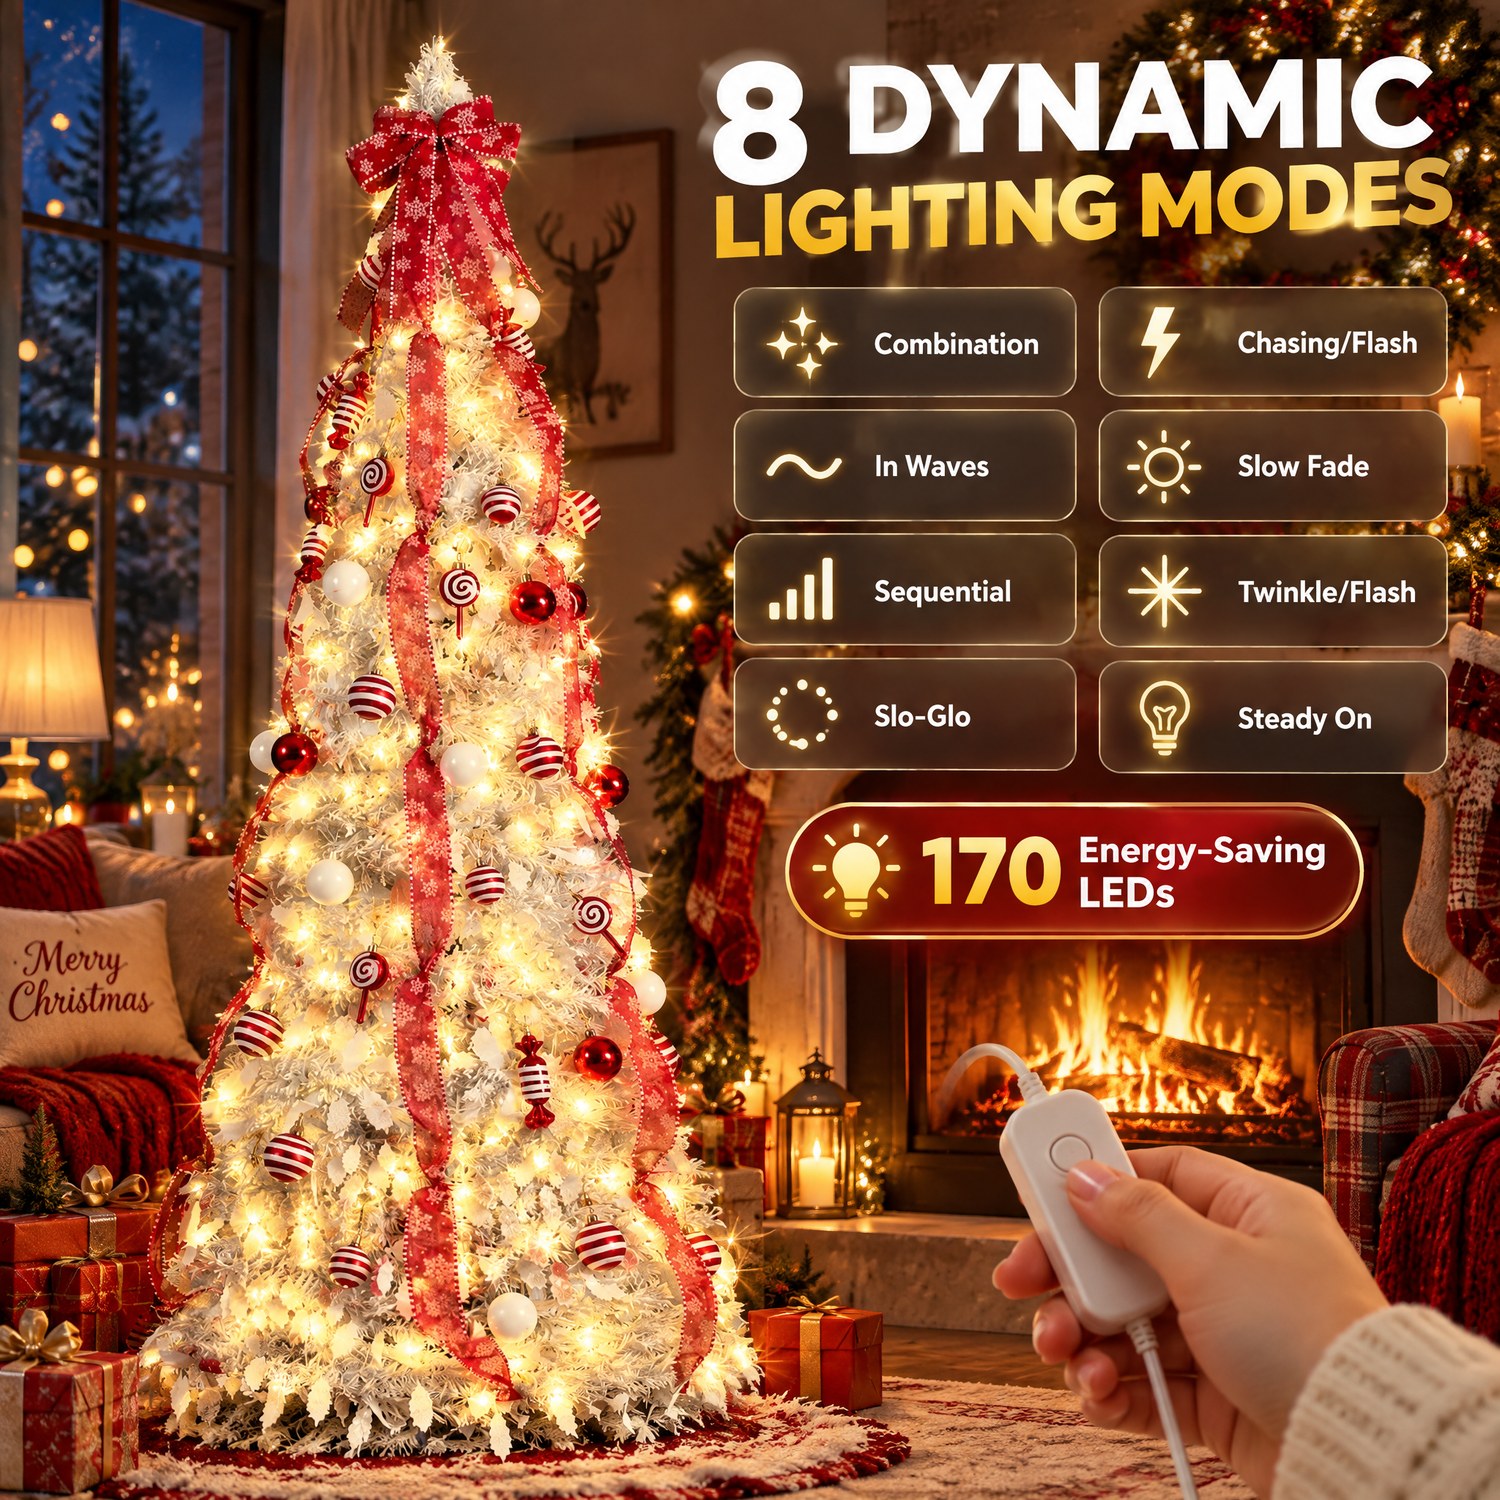 8 DYNAMIC
LIGHTING MODES
Combination
Chasing/Flash
In Waves
Slow Fade
Sequential
Twinkle/Flash
Slo-Glo
Steady On
170 Energy-Saving
LEDs
Merry
Christmas